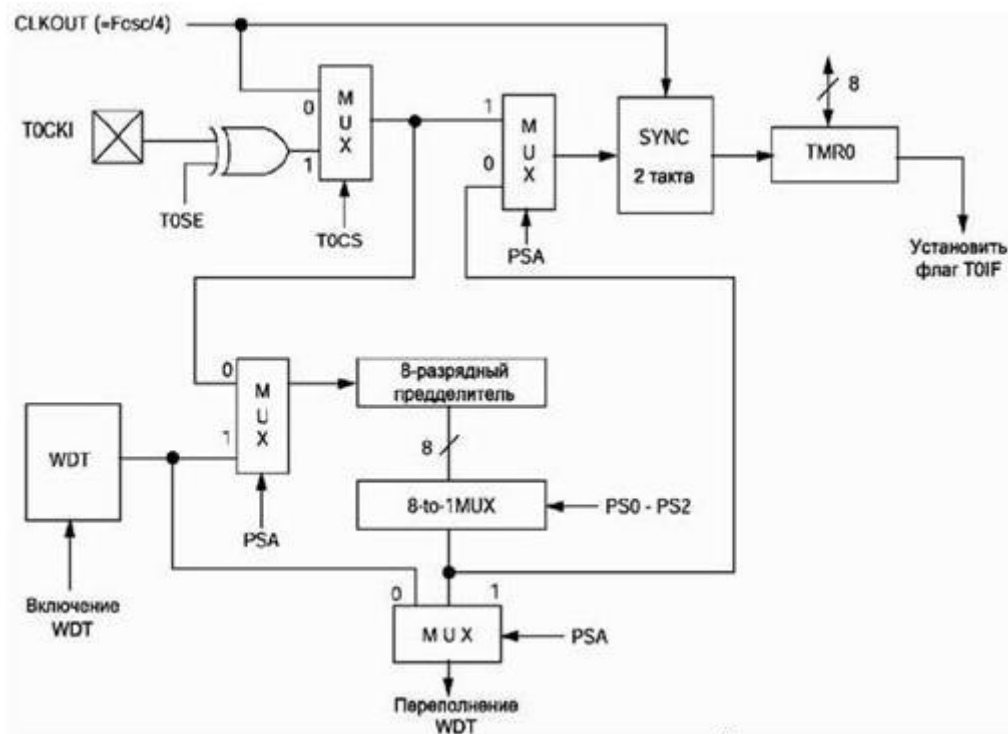 CLKOUT (=Fcsc/4)
T0CKI
T0SE
0
1
M
U
X
T0CS
1
0
M
U
X
PSA
SYNC
2 такта
8
TMR0
Установить
флаг T0IF
WDT
Включение
WDT
0
1
M
U
X
PSA
8-разрядный
предделитель
8
8-to-1MUX
PS0 - PS2
0
1
M U X
PSA
Переполнение
WDT